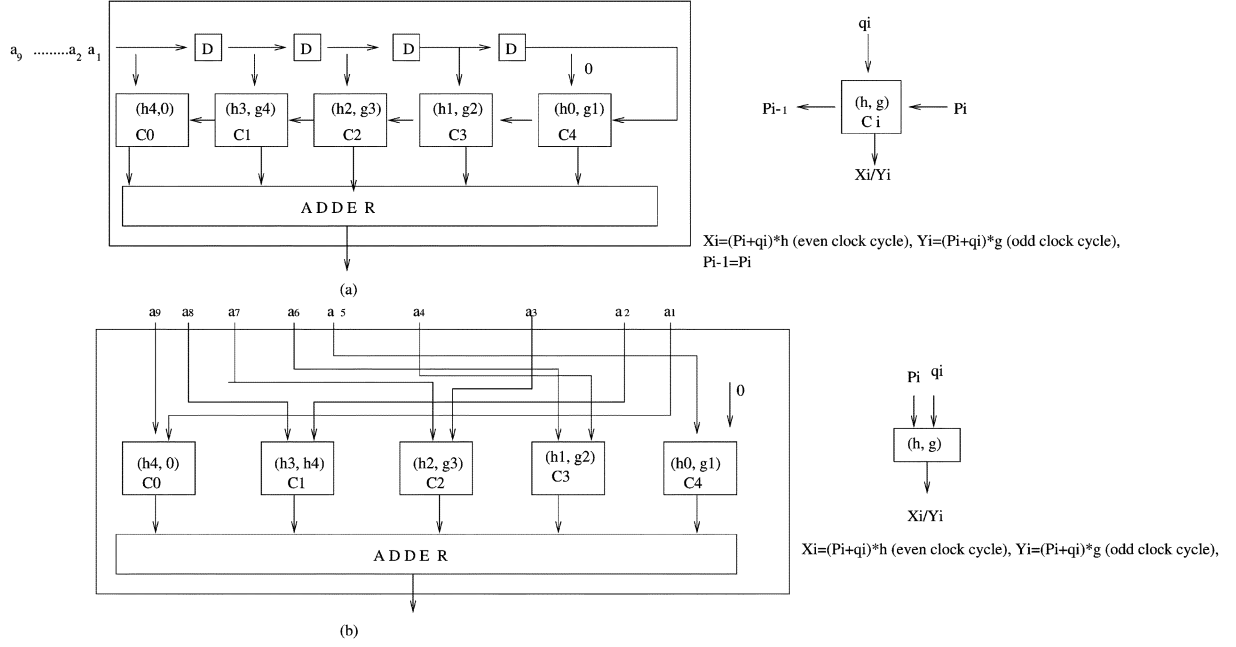 qi
a9 .........a2 a1
D D D D
0
(h4,0) (h3, g4) (h2, g3) (h1, g2) (h0, g1)
C0 C1 C2 C3 C4
Pi-1 (h, g) Pi
C i
Xi/Yi
A D D E R
Xi=(Pi+qi)*h (even clock cycle), Yi=(Pi+qi)*g (odd clock cycle),
Pi-1=Pi
(a)
a9 a8 a7 a6 a 5 a4 a3 a 2 a1
Pi qi
0
(h, g)
(h4, 0) (h3, h4) (h2, g3) (h1, g2) (h0, g1)
C0 C1 C2 C3 C4
Xi/Yi
A D D E R
Xi=(Pi+qi)*h (even clock cycle), Yi=(Pi+qi)*g (odd clock cycle),
(b)